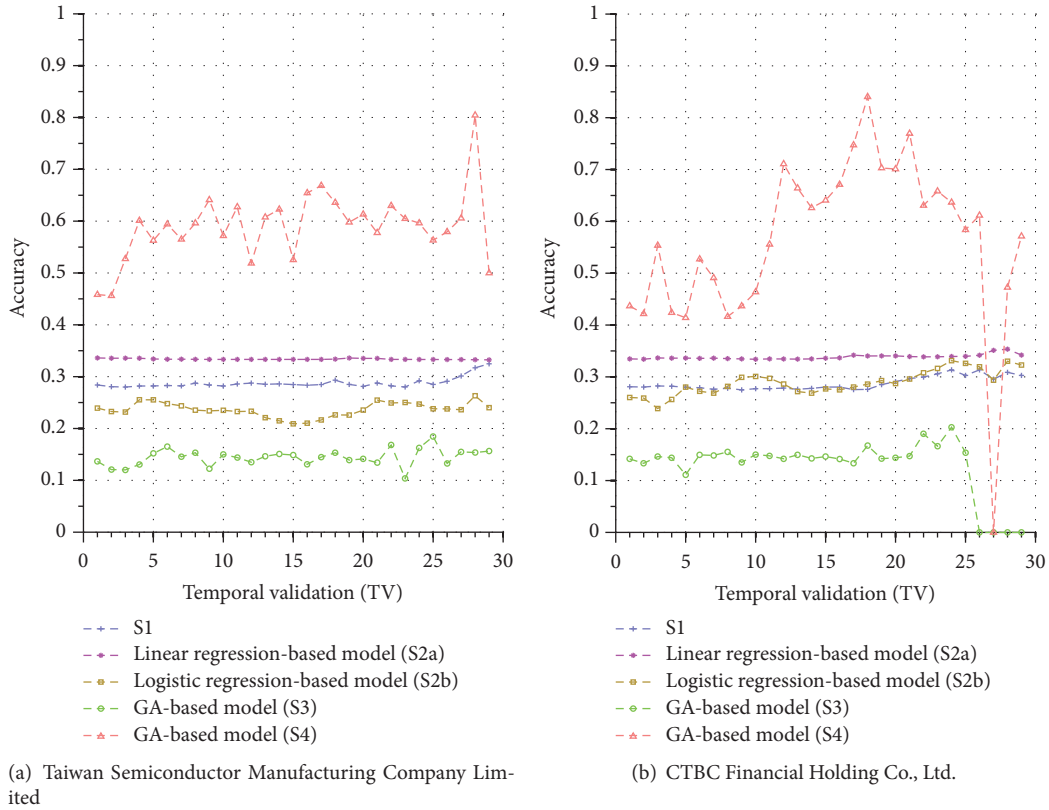 1
0.9
0.8
0.7
0.6
0.5
0.4
0.3
0.2
0.1
0
Accuracy
0 5 10 15 20 25 30
Temporal validation (TV)
S1
Linear regression-based model (S2a)
Logistic regression-based model (S2b)
GA-based model (S3)
GA-based model (S4)
(a) Taiwan Semiconductor Manufacturing Company Lim-
ited
1
0.9
0.8
0.7
0.6
0.5
0.4
0.3
0.2
0.1
0
Accuracy
0 5 10 15 20 25 30
Temporal validation (TV)
S1
Linear regression-based model (S2a)
Logistic regression-based model (S2b)
GA-based model (S3)
GA-based model (S4)
(b) CTBC Financial Holding Co., Ltd.